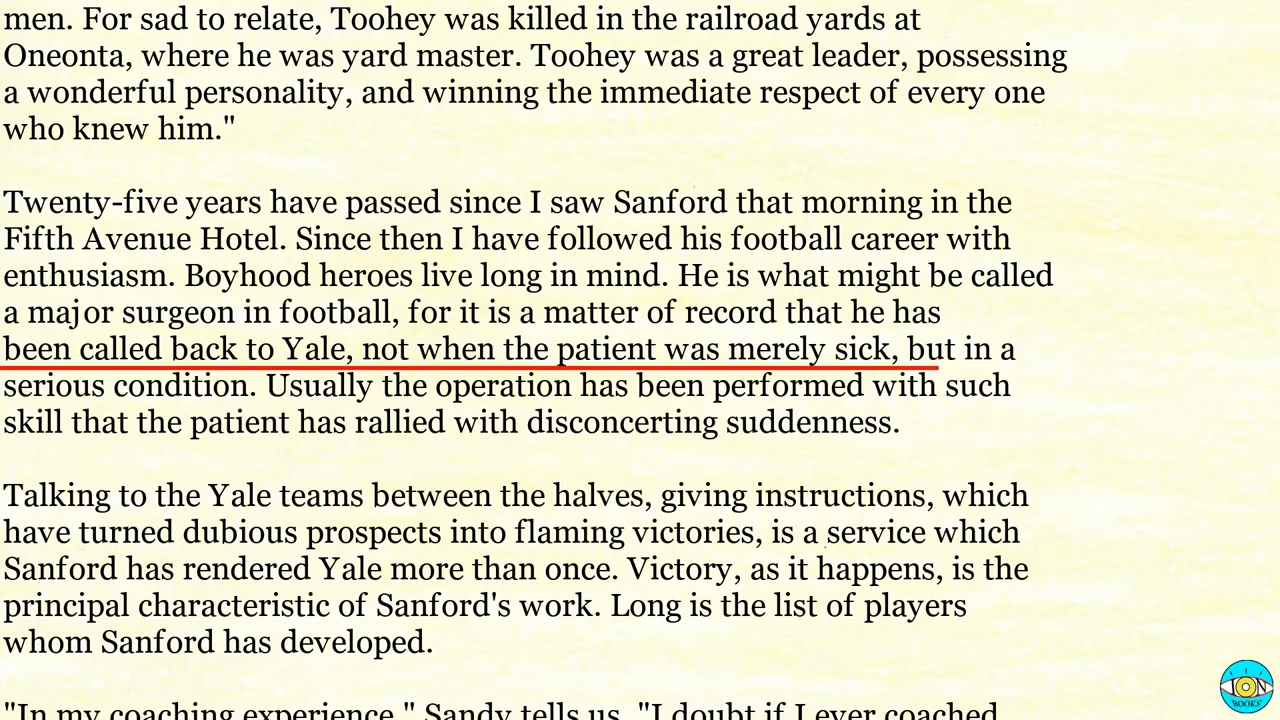 men. For sad to relate, Toohey was killed in the railroad yards at
Oneonta, where he was yard master. Toohey was a great leader, possessing
a wonderful personality, and winning the immediate respect of every one
who knew him."
Twenty-five years have passed since I saw Sanford that morning in the
Fifth Avenue Hotel. Since then I have followed his football career with
enthusiasm. Boyhood heroes live long in mind. He is what might be called
a major surgeon in football, for it is a matter of record that he has
been called back to Yale, not when the patient was merely sick, but in a
serious condition. Usually the operation has been performed with such
skill that the patient has rallied with disconcerting suddenness.
Talking to the Yale teams between the halves, giving instructions, which
have turned dubious prospects into flaming victories, is a service which
Sanford has rendered Yale more than once. Victory, as it happens, is the
principal characteristic of Sanford's work. Long is the list of players
whom Sanford has developed.
"In my coaching experience," Sandy tells us, "I doubt if I ever coached
ION
BOOKS